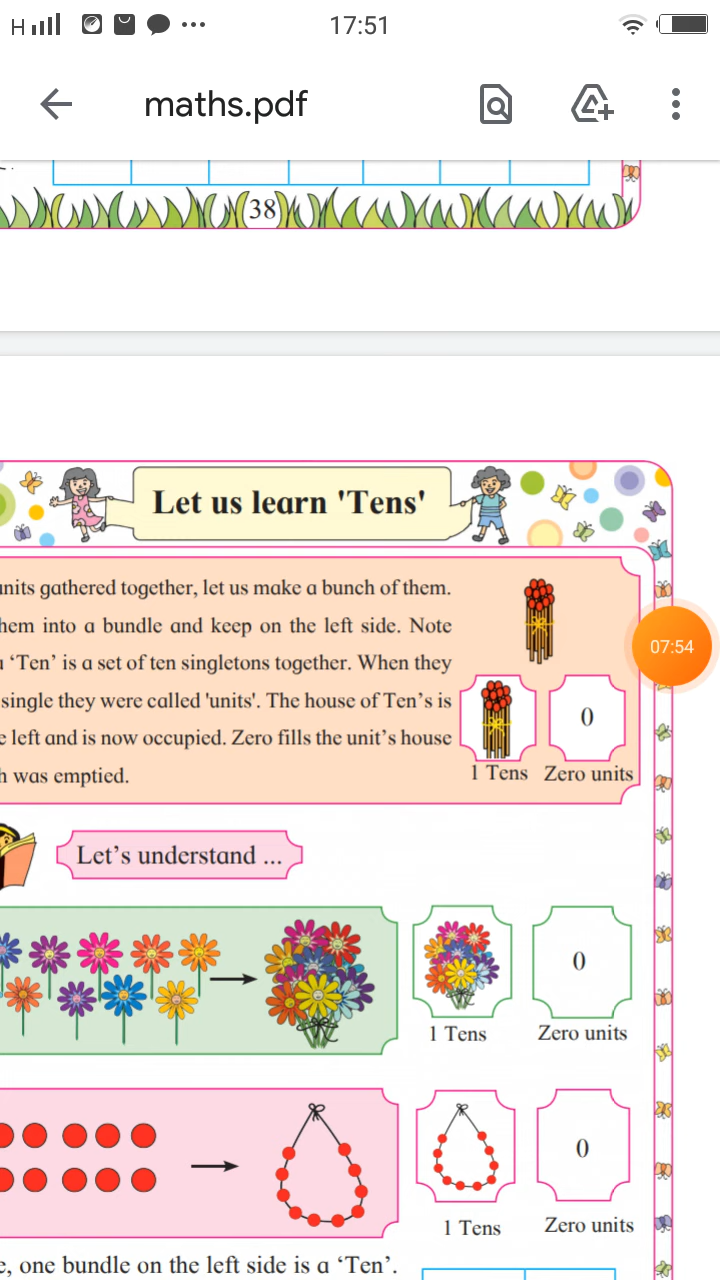 H 17:51
maths.pdf
(38)
Let us learn 'Tens'
units gathered together, let us make a bunch of them.
them into a bundle and keep on the left side. Note
‘Ten’ is a set of ten singletons together. When they
single they were called 'units'. The house of Ten’s is
left and is now occupied. Zero fills the unit’s house
was emptied.
0
1 Tens Zero units
07:54
Let’s understand ...
0
1 Tens Zero units
0
1 Tens Zero units
one bundle on the left side is a ‘Ten’.